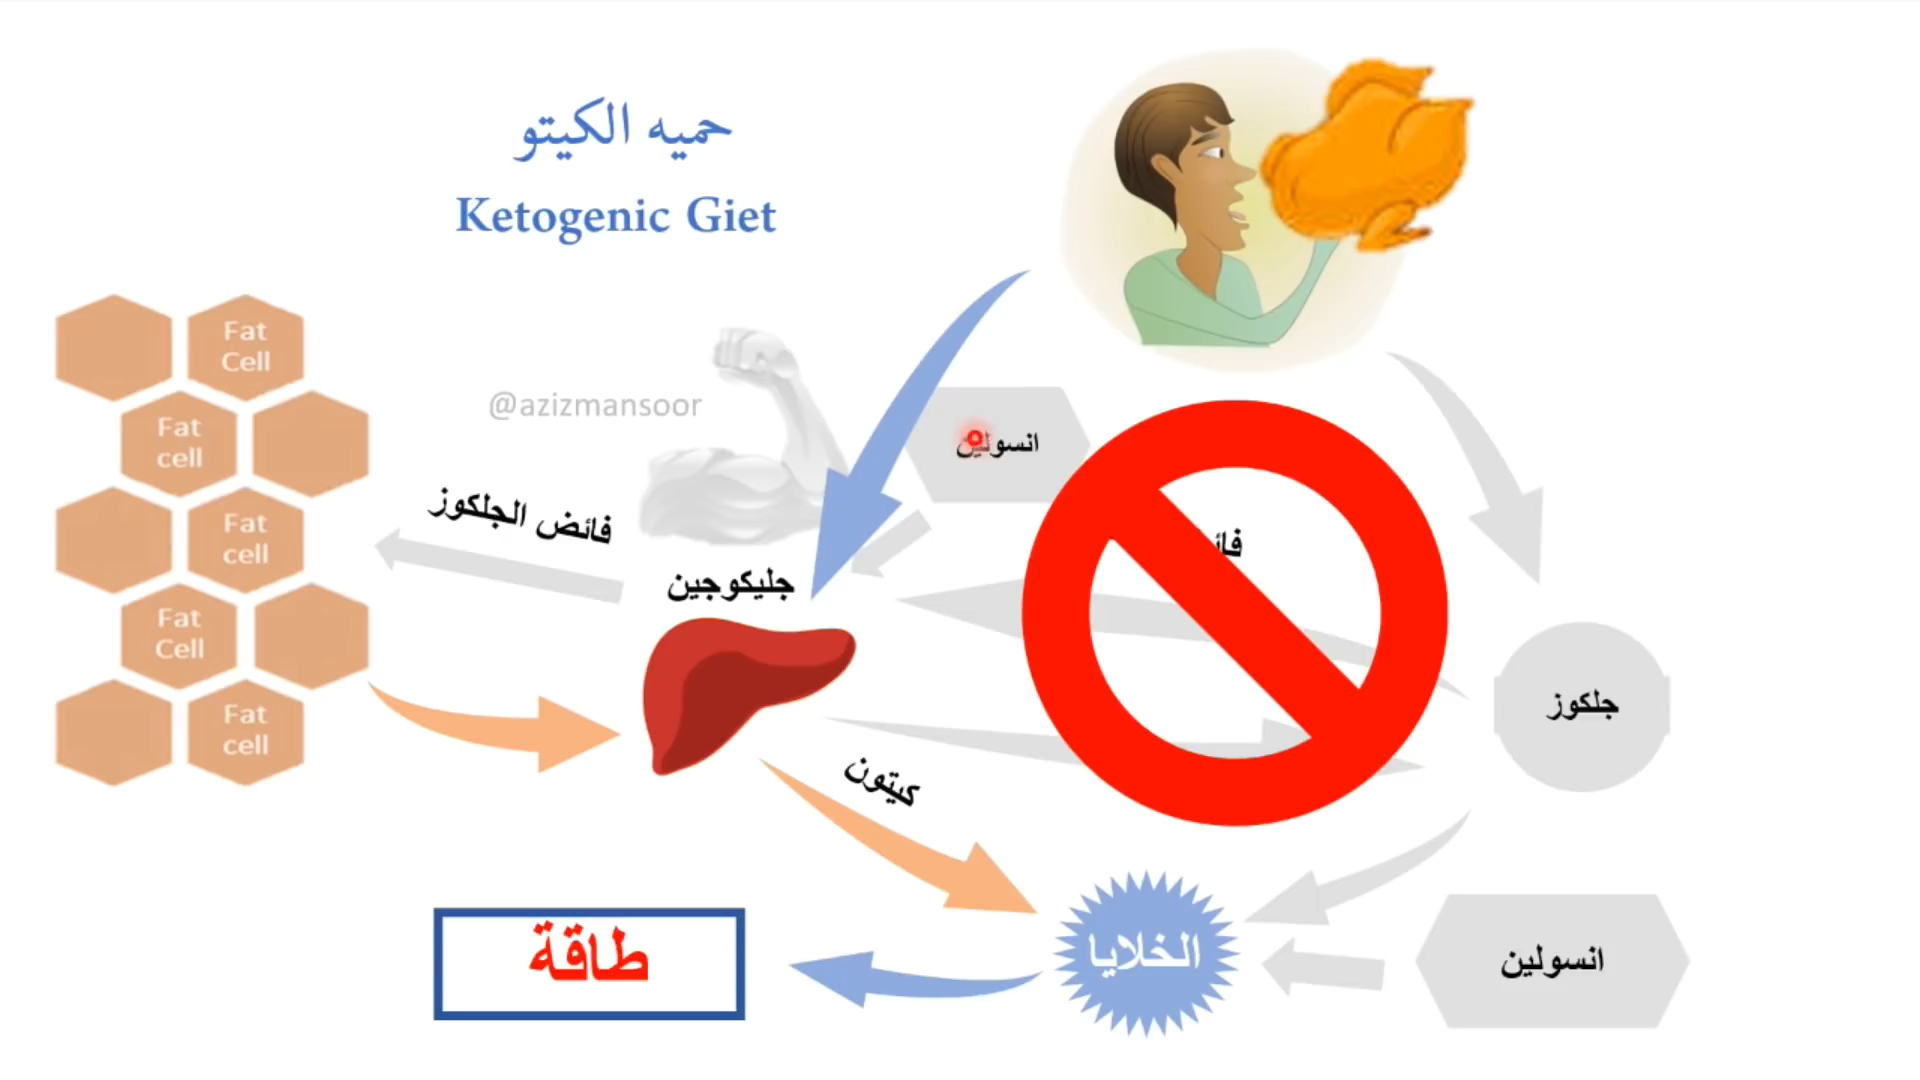 حميه الكيتو
Ketogenic Giet
Fat
Cell
Fat
cell
Fat
cell
Fat
Cell
Fat
cell
@azizmansoor
انسولين
فائض الجلكوز
جليكوجين
جلكوز
كيتون
الخلايا
طاقة
انسولين